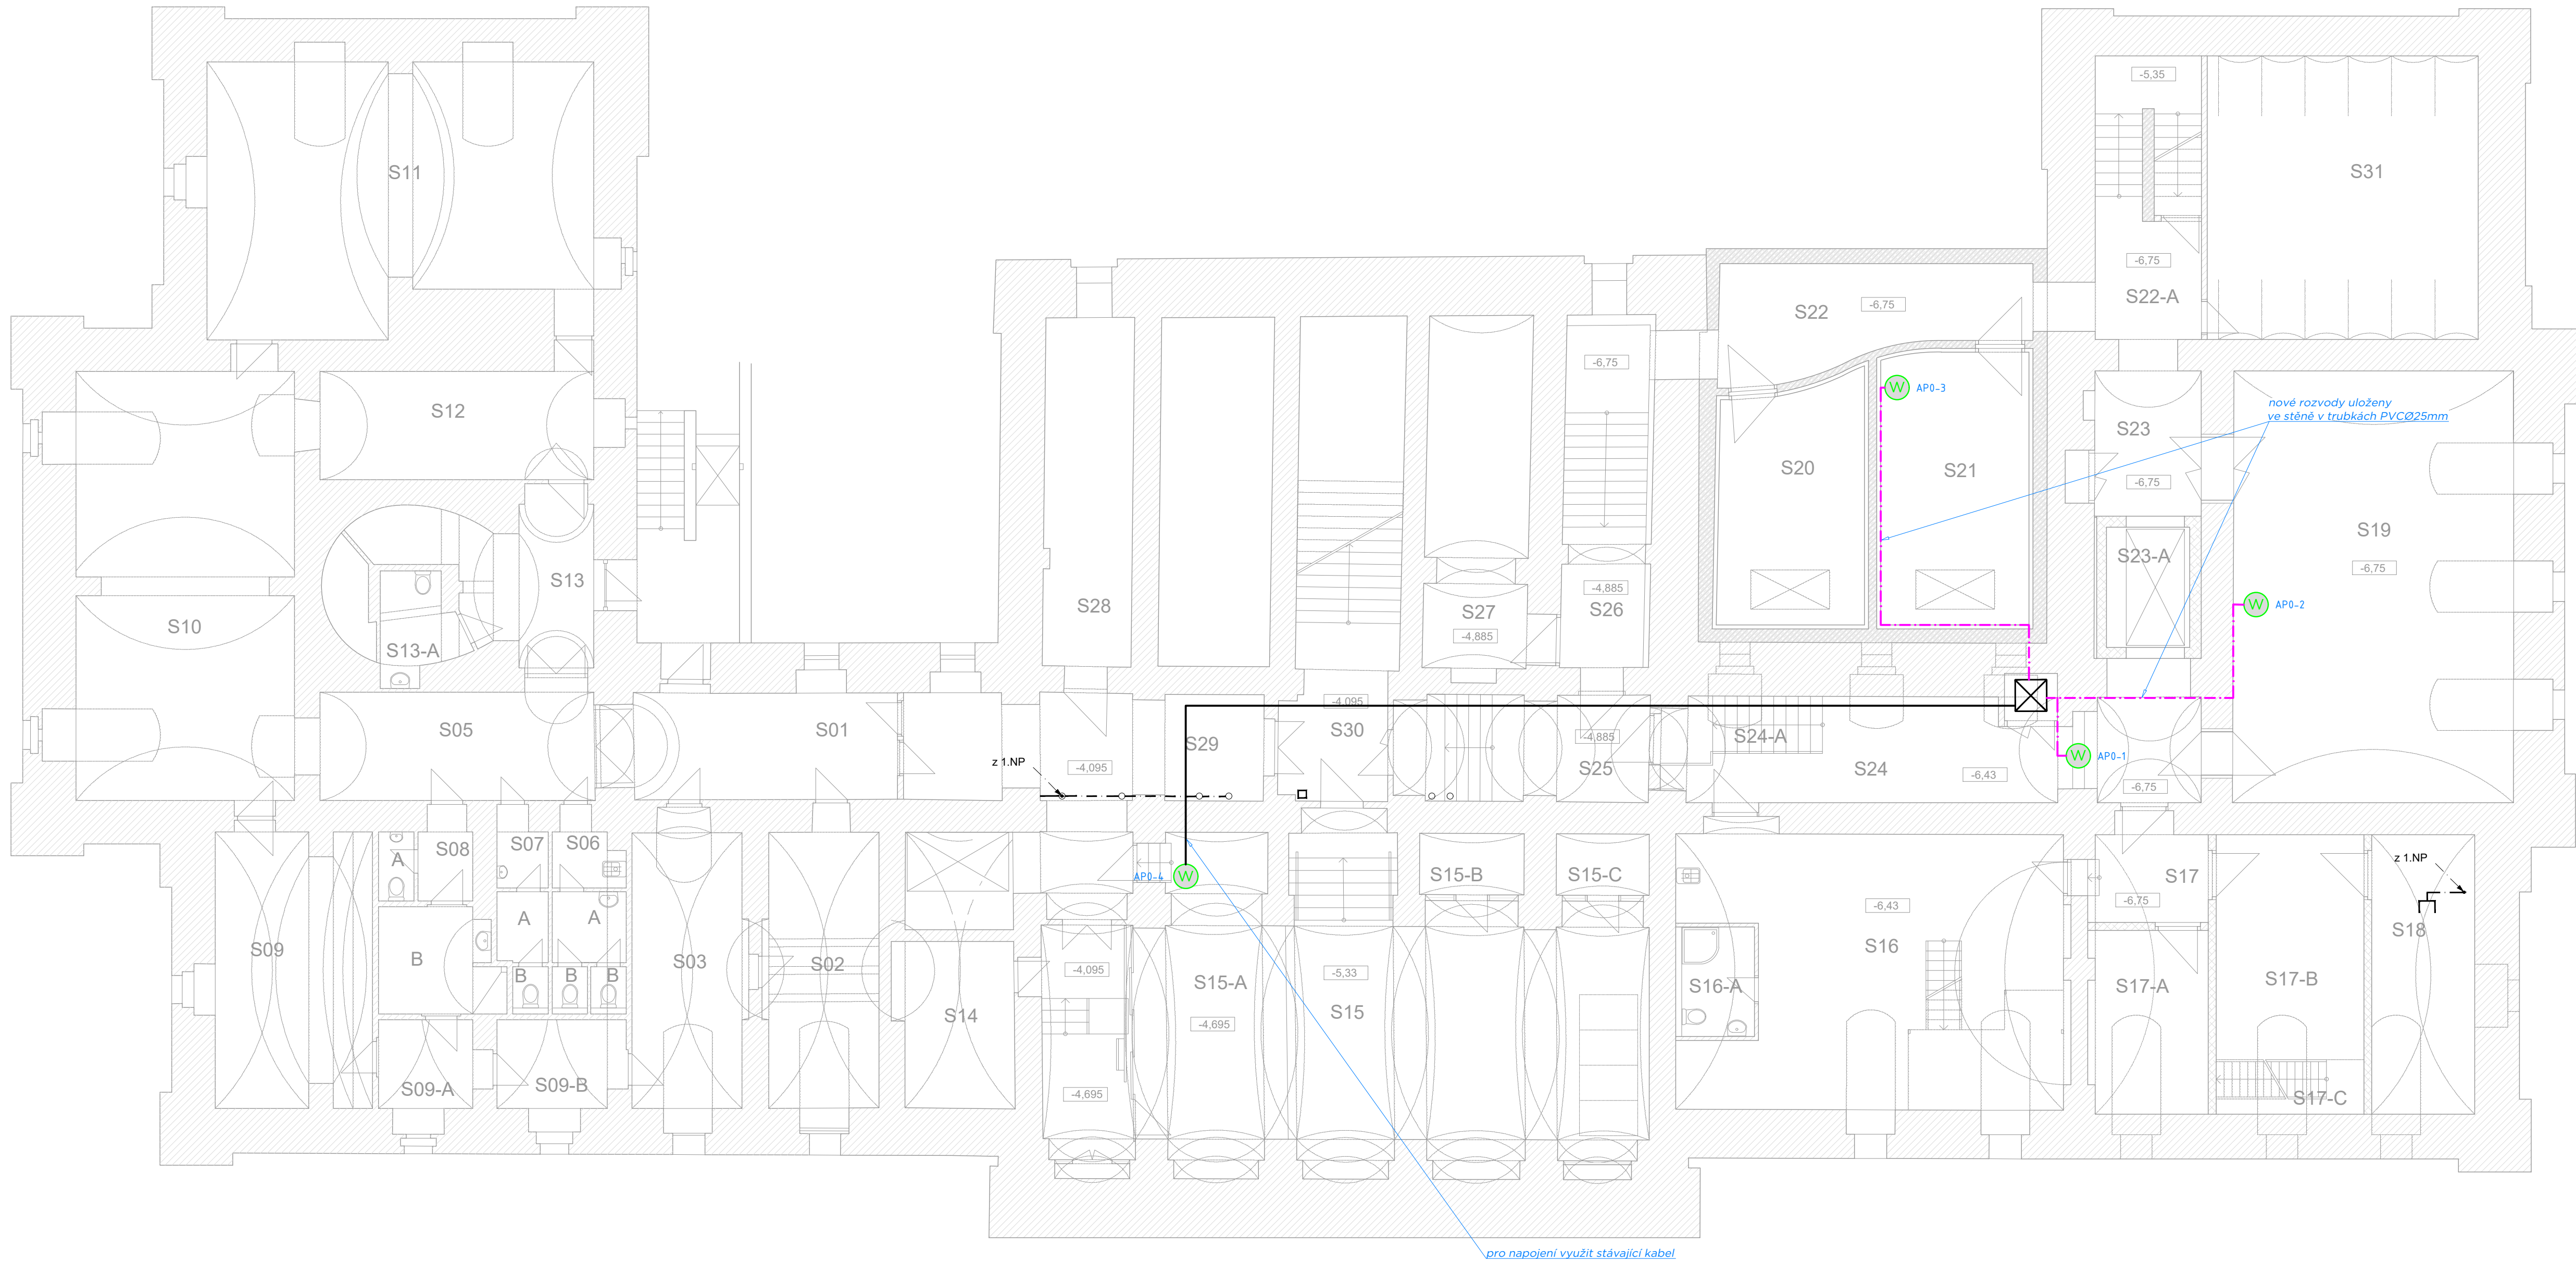 -5,35
S11
S31
-6,75
S22-A
S22
-6,75
-6,75
AP0-3
nové rozvody uloženy
ve stěně v trubkách PVCØ25mm
S12
S23
S20
S21
-6,75
S19
S23-A
-6,75
S13
-4,885
S28
S27
S26
AP0-2
S10
-4,885
S13-A
-4,095
S05
S01
S29
S30
-4,885
S24-A
z 1.NP
-4,095
S25
S24
-6,43
AP0-1
-6,75
S08
S07
S06
A
AP0-4
S15-B
S15-C
S17
z 1.NP
-6,75
-6,43
A
A
S09
B
S03
S02
-4,095
S15-A
-5,33
S16
S18
B
B
B
S14
S15
S16-A
S17-A
S17-B
-4,695
S09-A
S09-B
-4,695
S17-C
pro napojení využit stávající kabel
W
W
W
W